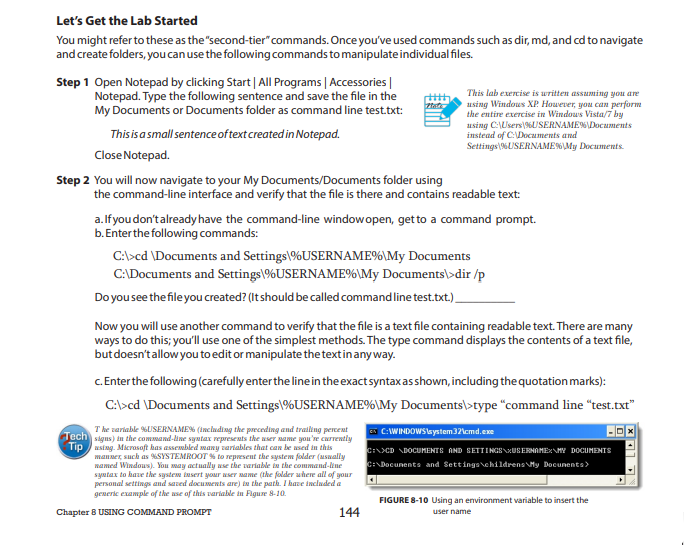 Let's Get the Lab Started
You might refer to these as the "second-tier" commands. Once you've used commands such as dir, md, and cd to navigate
and create folders, you can use the following commands to manipulate individual files.
Step 1 Open Notepad by clicking Start | All Programs | Accessories |
Notepad. Type the following sentence and save the file in the
My Documents or Documents folder as command line test.txt:
This is a small sentence of text created in Notepad.
Close Notepad.
Note
This lab exercise is written assuming you are
using Windows XP. However, you can perform
the entire exercise in Windows Vista/7 by
using C:\Users\%USERNAME%\Documents
instead of C:\Documents and
Settings\%USERNAME%\My Documents.
Step 2 You will now navigate to your My Documents/Documents folder using
the command-line interface and verify that the file is there and contains readable text:
a. If you don't already have the command-line window open, get to a command prompt.
b. Enter the following commands:
C:\>cd \Documents and Settings\%USERNAME%\My Documents
C:\Documents and Settings\%USERNAME%\My Documents\>dir /p
Do you see the file you created? (It should be called command line test.txt.) __________
Now you will use another command to verify that the file is a text file containing readable text. There are many
ways to do this; you'll use one of the simplest methods. The type command displays the contents of a text file,
but doesn't allow you to edit or manipulate the text in any way.
c. Enter the following (carefully enter the line in the exact syntax as shown, including the quotation marks):
C:\>cd \Documents and Settings\%USERNAME%\My Documents\>type "command line "test.txt"
Tech
Tip
T he variable %USERNAME% (including the preceding and trailing percent
signs) in the command-line syntax represents the user name you're currently
using. Microsoft has assembled many variables that can be used in this
manner, such as %SYSTEMROOT % to represent the system folder (usually
named Windows). You may actually use the variable in the command-line
syntax to have the system insert your user name (the folder where all of your
personal settings and saved documents are) in the path. I have included a
generic example of the use of this variable in Figure 8-10.
C:\WINDOWS\system32\cmd.exe
C:\>CD \DOCUMENTS AND SETTINGS\%USERNAME%\MY DOCUMENTS
C:\Documents and Settings\childrens\My Documents>
FIGURE 8-10 Using an environment variable to insert the
user name
Chapter 8 USING COMMAND PROMPT
144